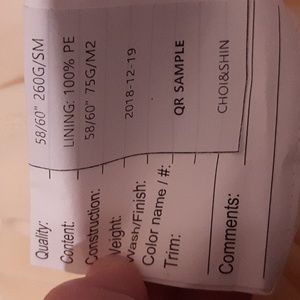 58/60" 260G/SM
LINING: 100% PE
58/60" 75G/M2
2018-12-19
QR SAMPLE
CHOI&SHIN
Quality:
Content:
Construction:
Weight:
Wash/Finish:
Color name / #:
Trim:
Comments: